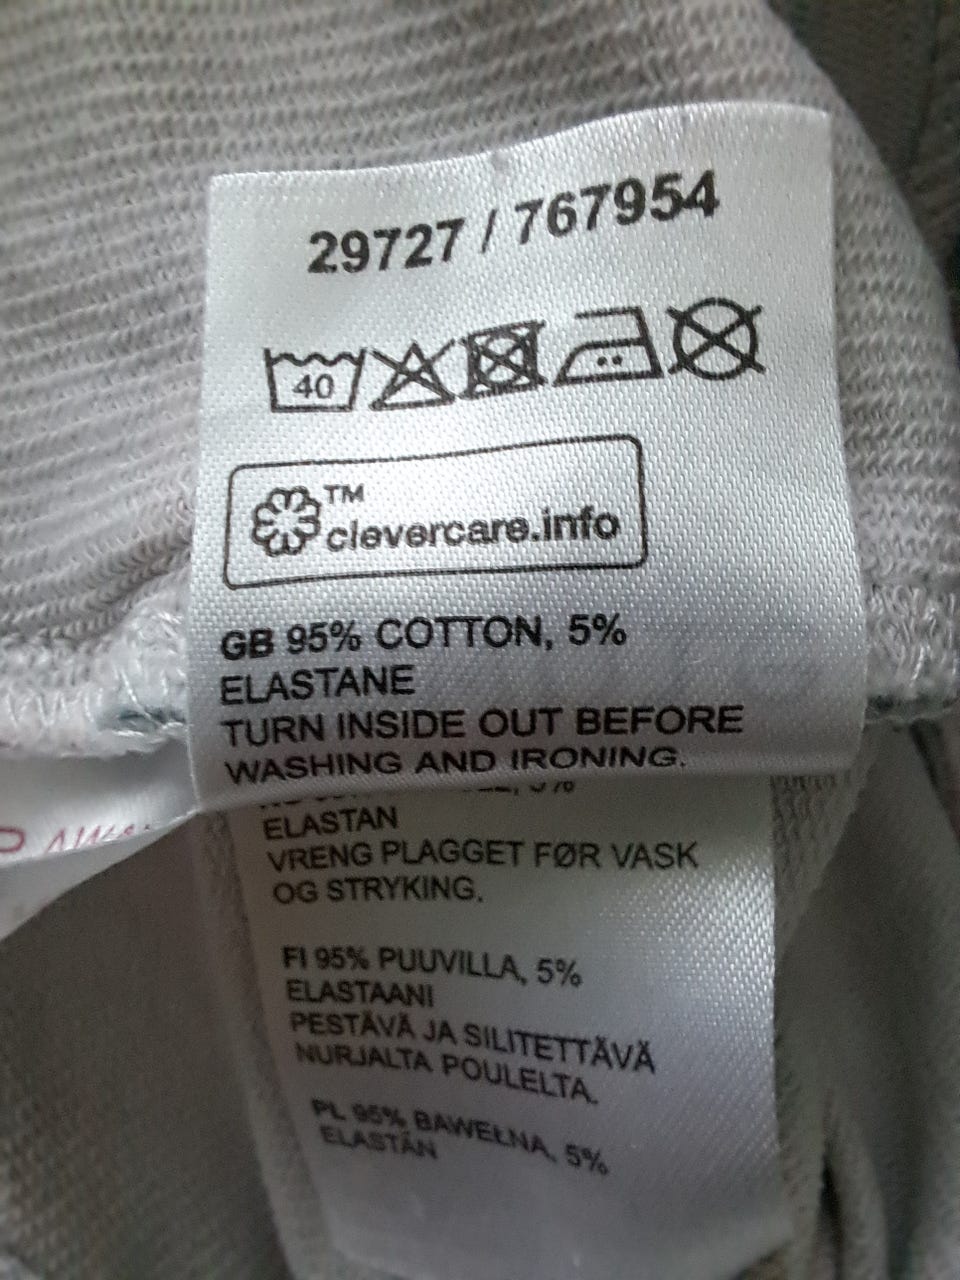 29727 / 767954
40
TM
clevercare.info
GB 95% COTTON, 5%
ELASTANE
TURN INSIDE OUT BEFORE
WASHING AND IRONING.
ELASTAN
VRENG PLAGGET FØR VASK
OG STRYKING.
FI 95% PUUVILLA, 5%
ELASTAANI
PESTÄVÄ JA SILITETTÄVÄ
NURJALTA POULELTA.
PL 95% BAWEŁNA, 5%
ELASTAN